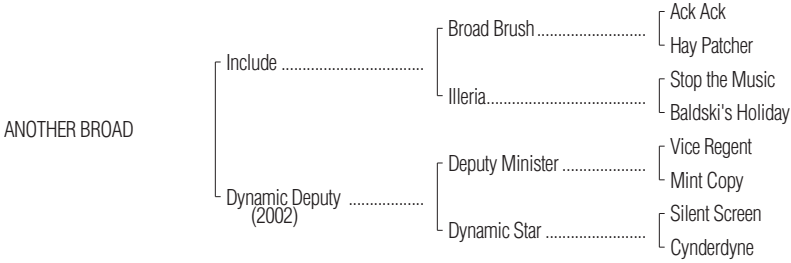 Ack Ack
Broad Brush ..........................
Hay Patcher
Include ..................................
Stop the Music
Illeria......................................
Baldski's Holiday
ANOTHER BROAD
Vice Regent
Deputy Minister ....................
Mint Copy
Dynamic Deputy ..................
(2002)
Silent Screen
Dynamic Star ........................
Cynderdyne